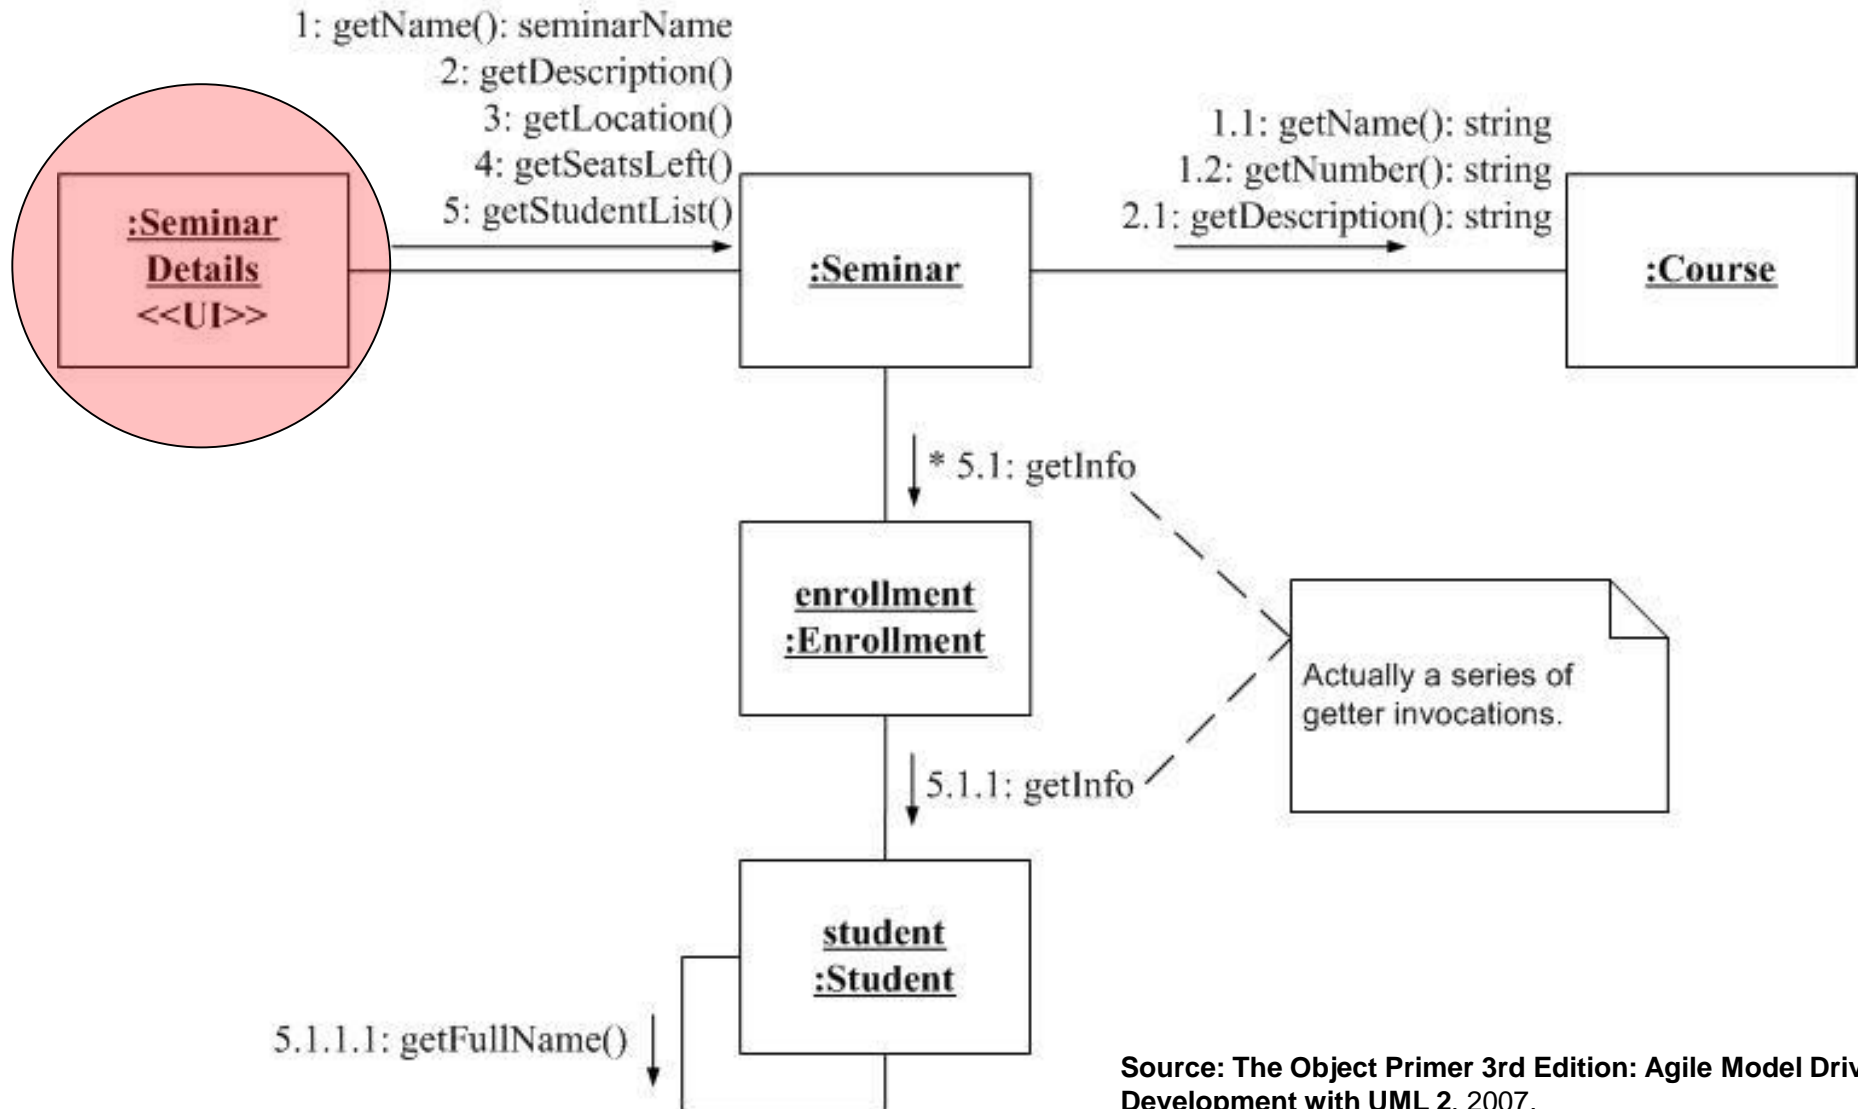 1: getName(): seminarName
2: getDescription()
3: getLocation()
4: getSeatsLeft()
5: getStudentList()
1.1: getName(): string
1.2: getNumber(): string
2.1: getDescription(): string
:Seminar
Details
<<UI>>
:Seminar
:Course
* 5.1: getInfo
enrollment
:Enrollment
Actually a series of
getter invocations.
5.1.1: getInfo
student
:Student
5.1.1.1: getFullName()
Source: The Object Primer 3rd Edition: Agile Model Driv
Development with UML 2, 2007.